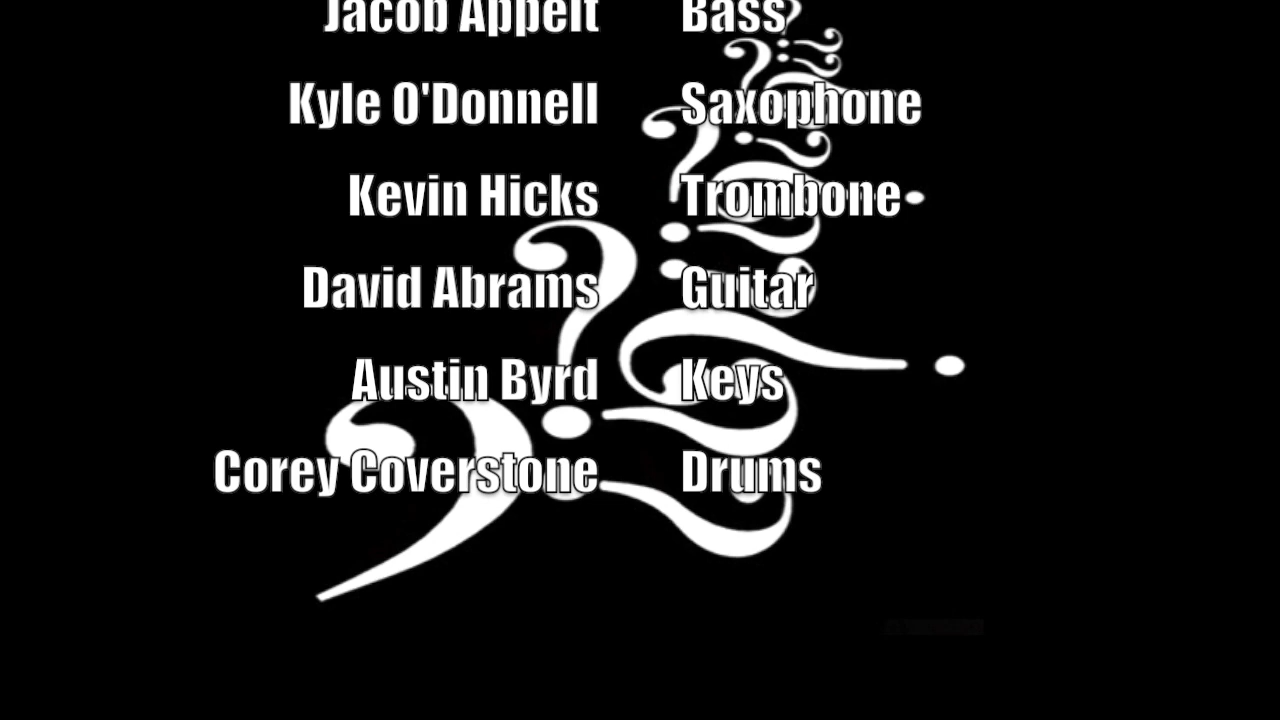 Jacob Appelt Bass
Kyle O'Donnell Saxophone
Kevin Hicks Trombone
David Abrams Guitar
Austin Byrd Keys
Corey Coverstone Drums